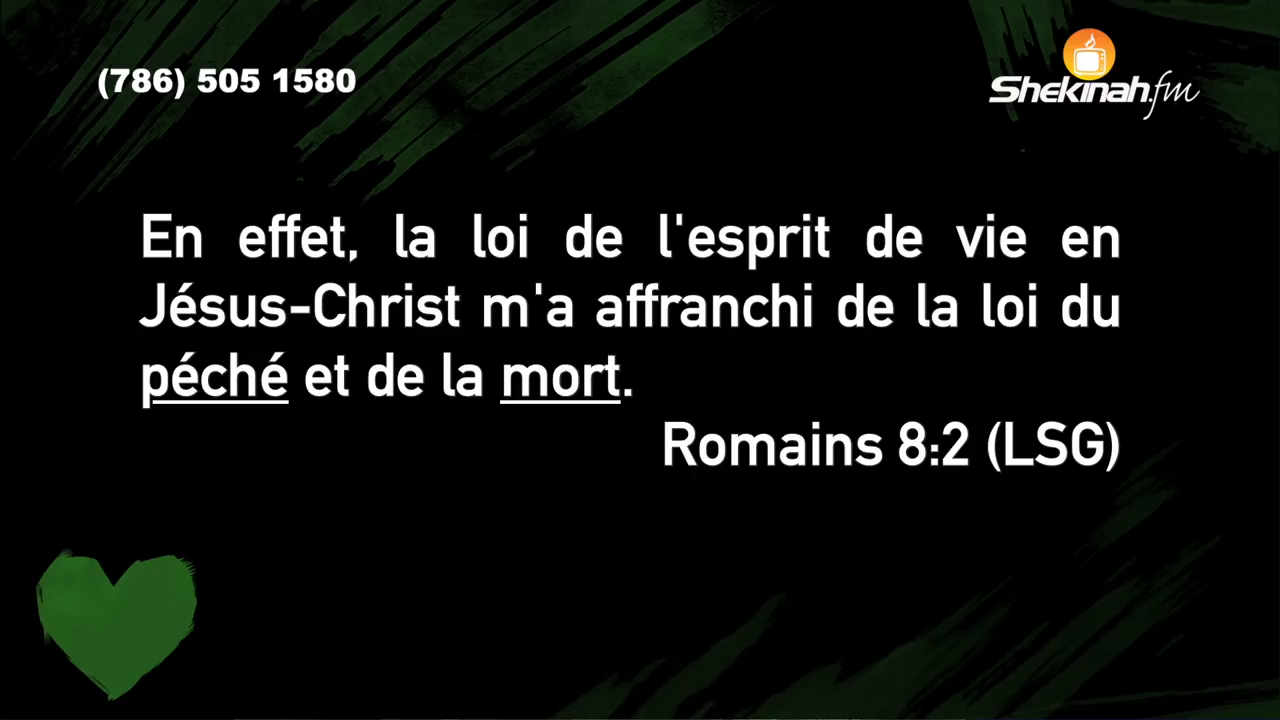 (786) 505 1580
Shekinah.fm
En effet, la loi de l'esprit de vie en
Jésus-Christ m'a affranchi de la loi du
péché et de la mort.
Romains 8:2 (LSG)